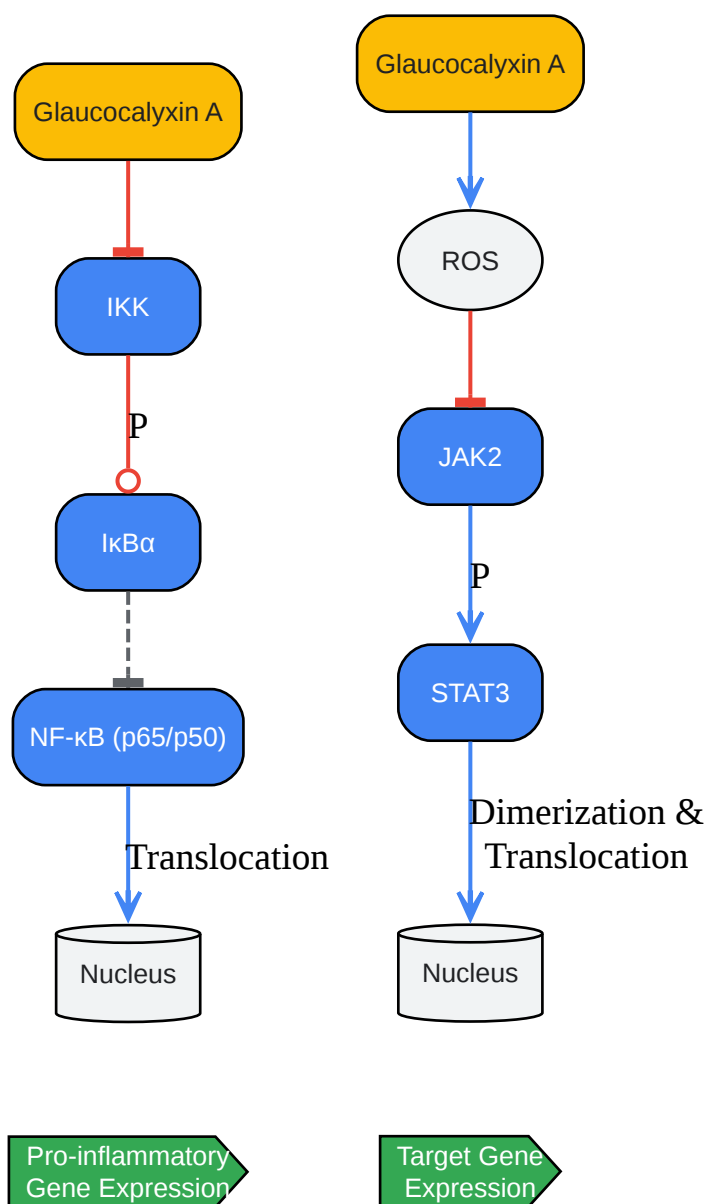 Glaucocalyxin A
IKK
P
IκBα
NF-κB (p65/p50)
Translocation
Nucleus
Pro-inflammatory
Gene Expression
Glaucocalyxin A
ROS
JAK2
P
STAT3
Dimerization &
Translocation
Nucleus
Target Gene
Expression